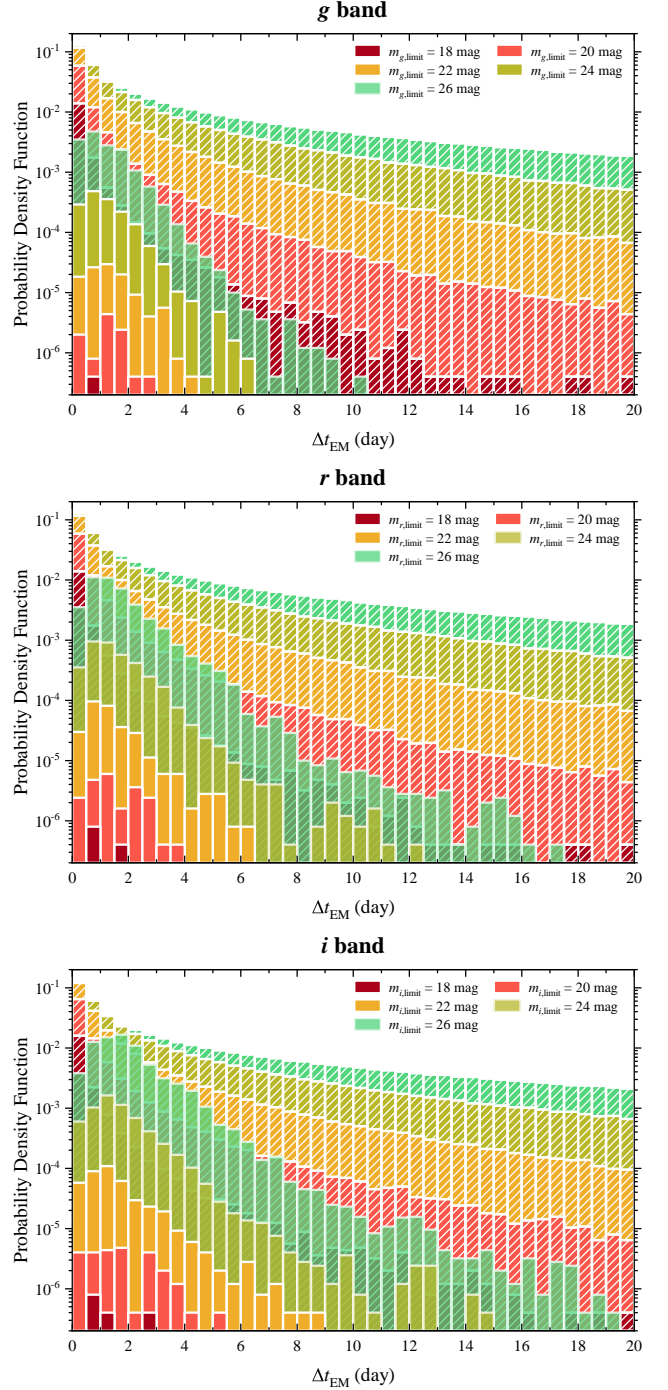 g band
m_g,limit = 18 mag m_g,limit = 20 mag
m_g,limit = 22 mag m_g,limit = 24 mag
m_g,limit = 26 mag
Probability Density Function
10^-1
10^-2
10^-3
10^-4
10^-5
10^-6
0 2 4 6 8 10 12 14 16 18 20
Δt_EM (day)
r band
m_r,limit = 18 mag m_r,limit = 20 mag
m_r,limit = 22 mag m_r,limit = 24 mag
m_r,limit = 26 mag
Probability Density Function
10^-1
10^-2
10^-3
10^-4
10^-5
10^-6
0 2 4 6 8 10 12 14 16 18 20
Δt_EM (day)
i band
m_i,limit = 18 mag m_i,limit = 20 mag
m_i,limit = 22 mag m_i,limit = 24 mag
m_i,limit = 26 mag
Probability Density Function
10^-1
10^-2
10^-3
10^-4
10^-5
10^-6
0 2 4 6 8 10 12 14 16 18 20
Δt_EM (day)